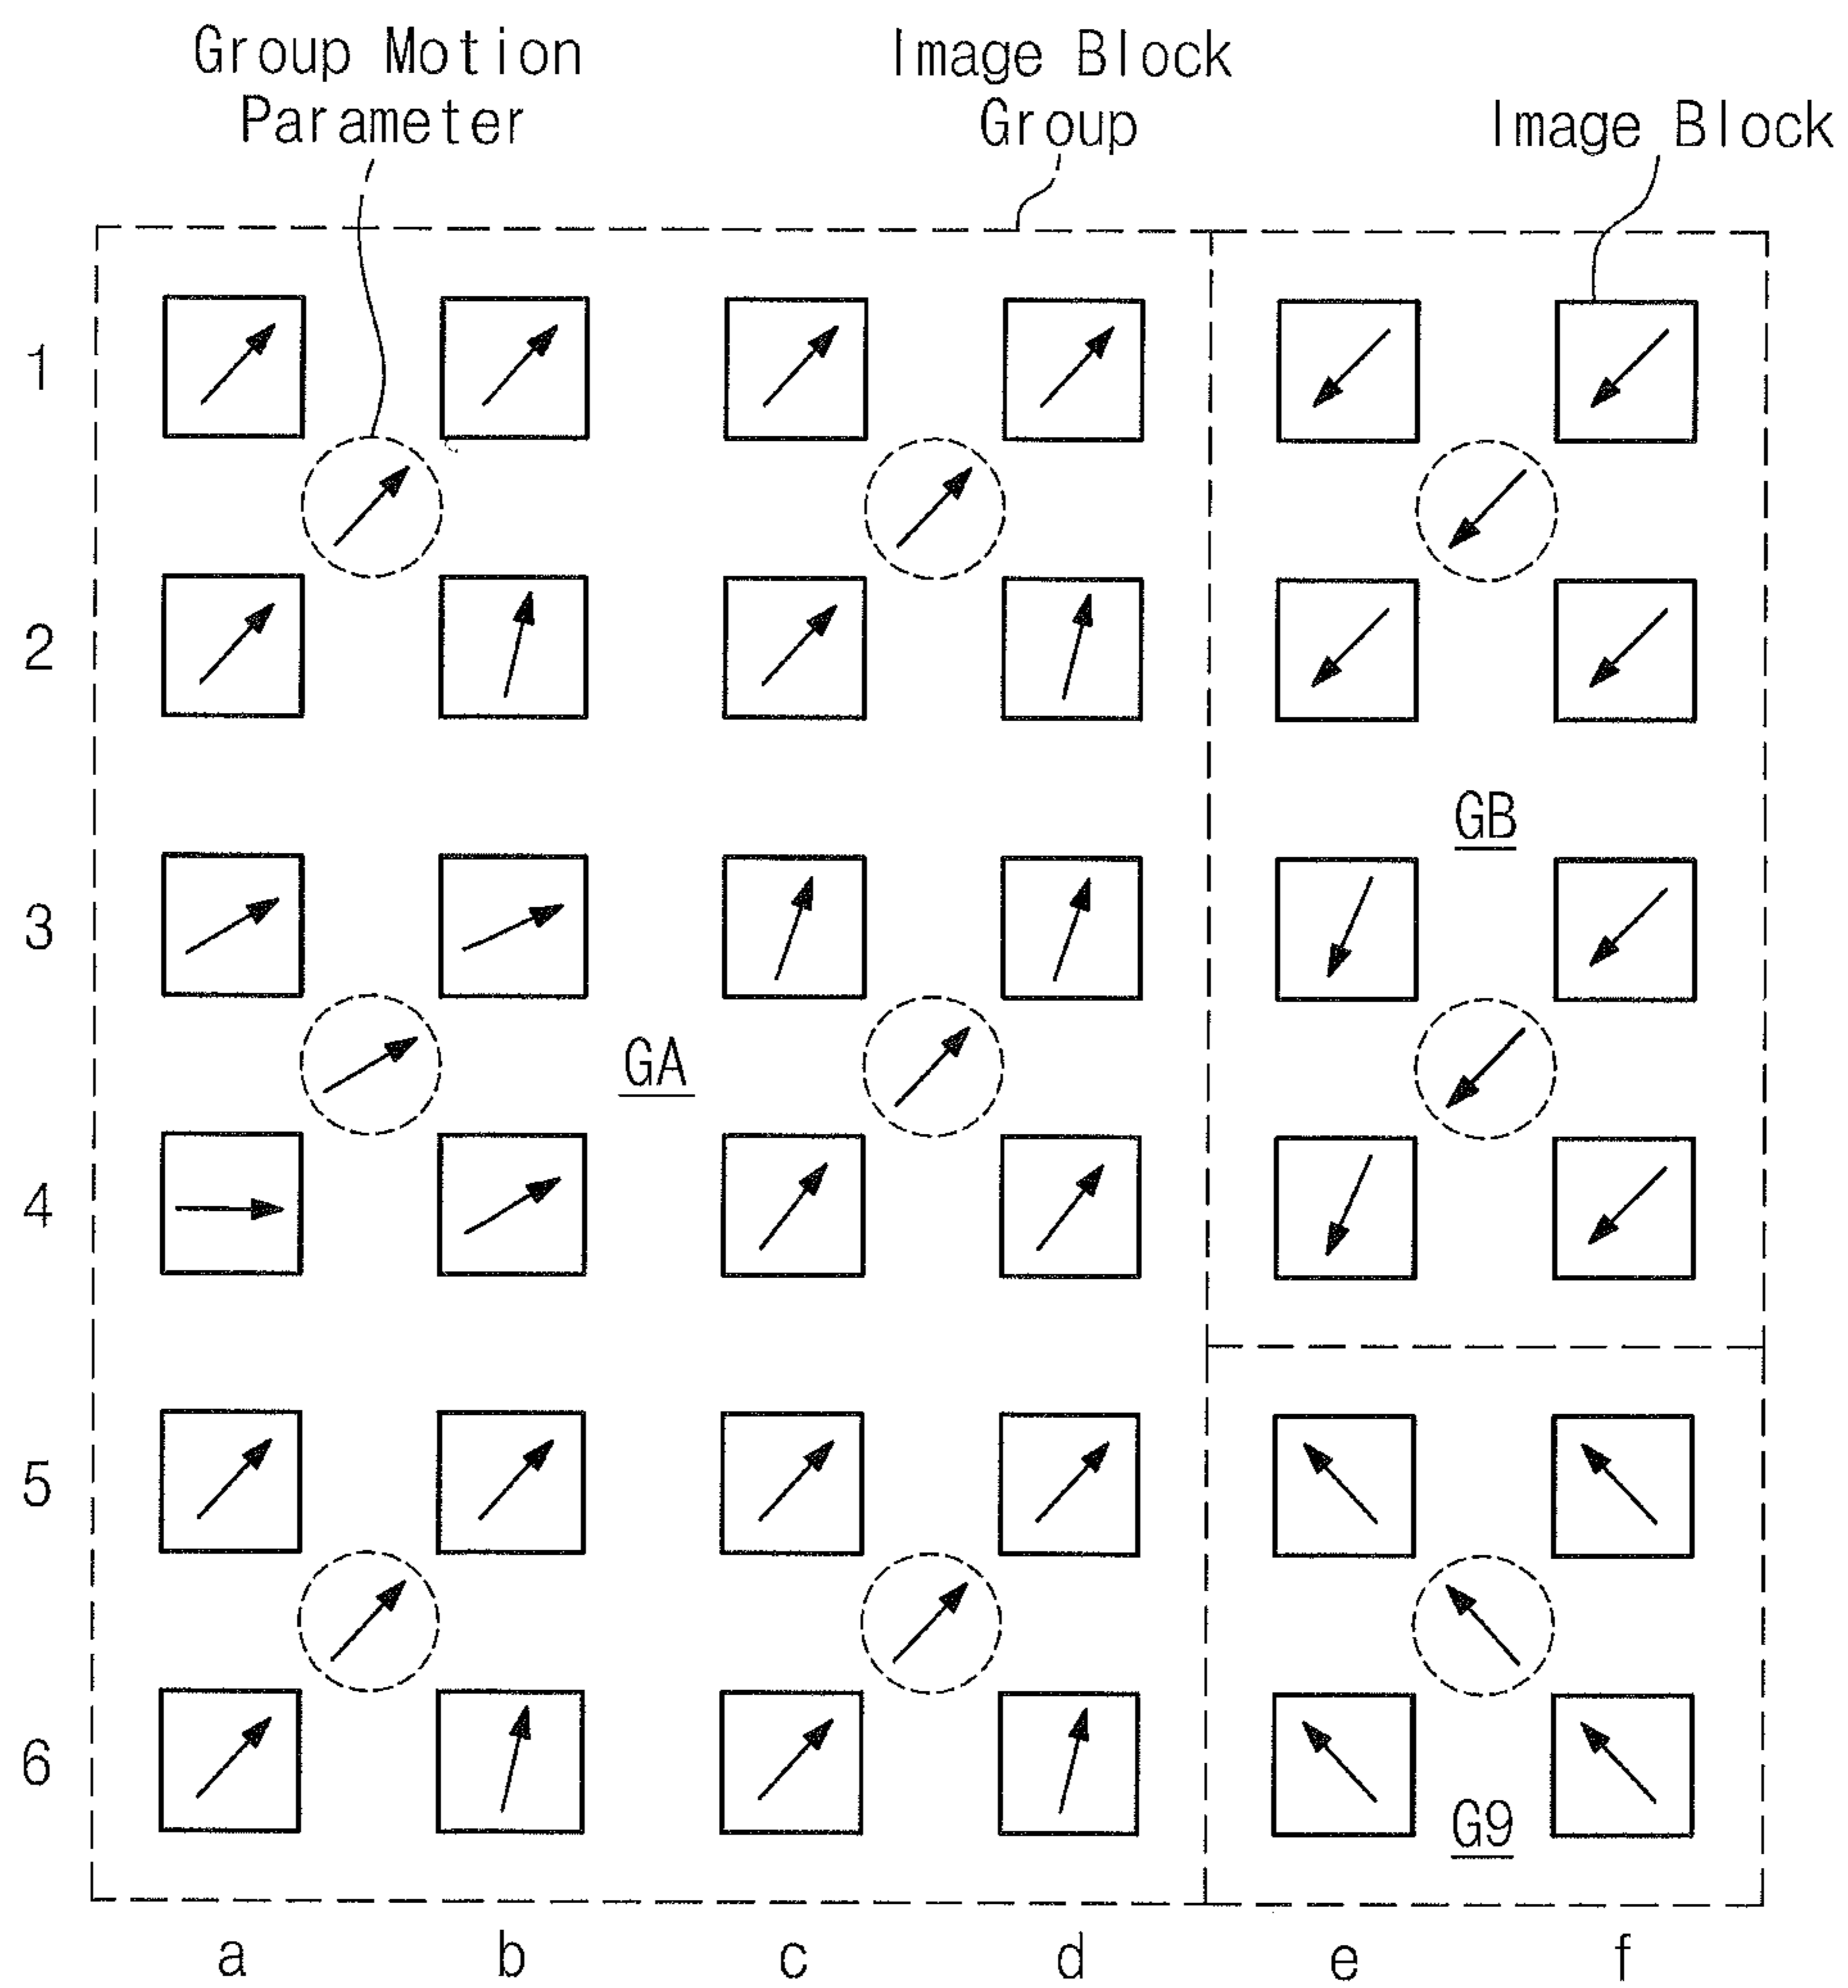 Group Motion
Parameter
Image Block
Group
Image Block
1
2
GB
3
GA
4
5
6
G9
a b c d e f